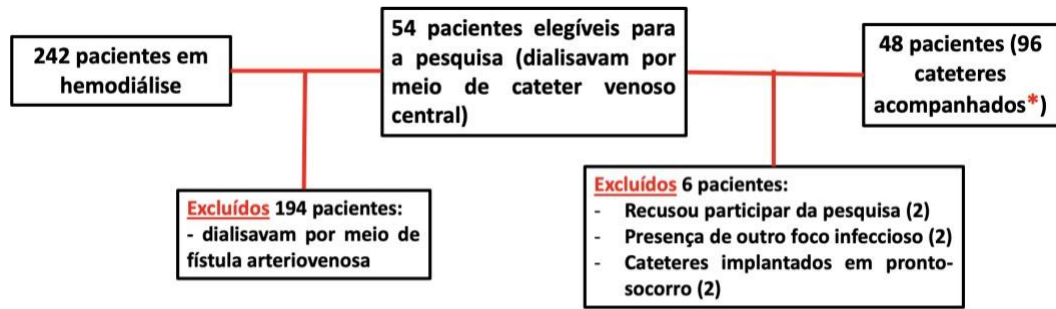 242 pacientes em
hemodiálise
54 pacientes elegíveis para
a pesquisa (dialisavam por
meio de cateter venoso
central)
48 pacientes (96
cateteres
acompanhados*)
Excluídos 194 pacientes:
- dialisavam por meio de
fístula arteriovenosa
Excluídos 6 pacientes:
- Recusou participar da pesquisa (2)
- Presença de outro foco infeccioso (2)
- Cateteres implantados em pronto-
socorro (2)